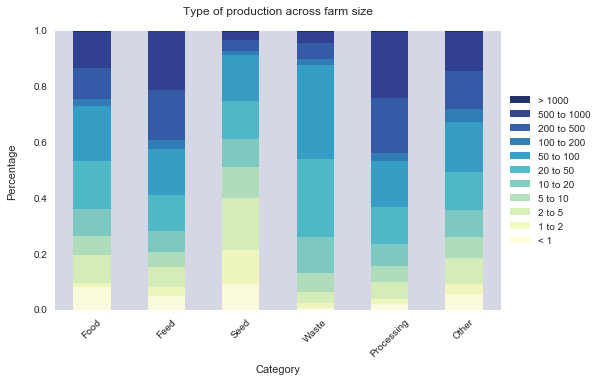 Type of production across farm size
1.0
0.8
0.6
0.4
0.2
0.0
Percentage
Food
Feed
Seed
Waste
Processing
Other
Category
> 1000
500 to 1000
200 to 500
100 to 200
50 to 100
20 to 50
10 to 20
5 to 10
2 to 5
1 to 2
< 1